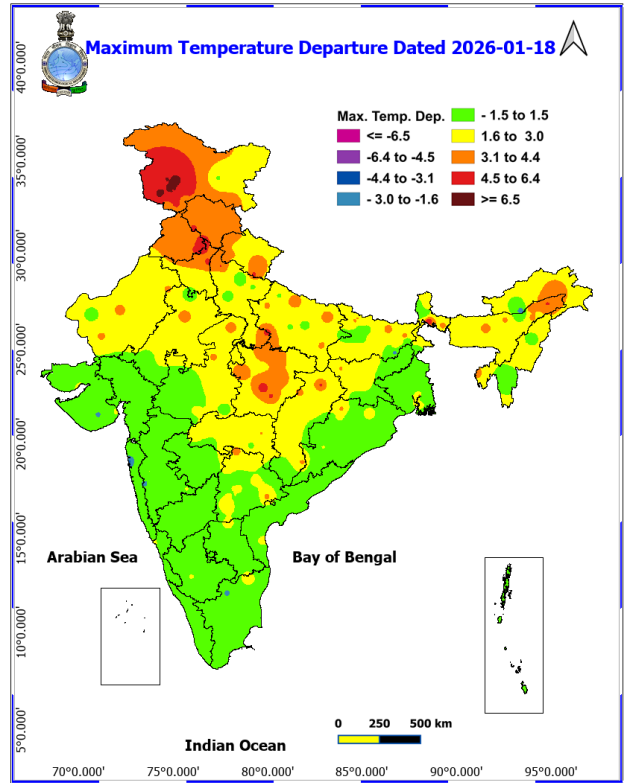 Maximum Temperature Departure Dated 2026-01-18
Max. Temp. Dep.
<= -6.5
-6.4 to -4.5
-4.4 to -3.1
- 3.0 to -1.6
- 1.5 to 1.5
1.6 to 3.0
3.1 to 4.4
4.5 to 6.4
>= 6.5
40°0.000'
35°0.000'
30°0.000'
25°0.000'
20°0.000'
15°0.000'
10°0.000'
5°0.000'
Arabian Sea
Bay of Bengal
Indian Ocean
0 250 500 km
70°0.000' 75°0.000' 80°0.000' 85°0.000' 90°0.000' 95°0.000'